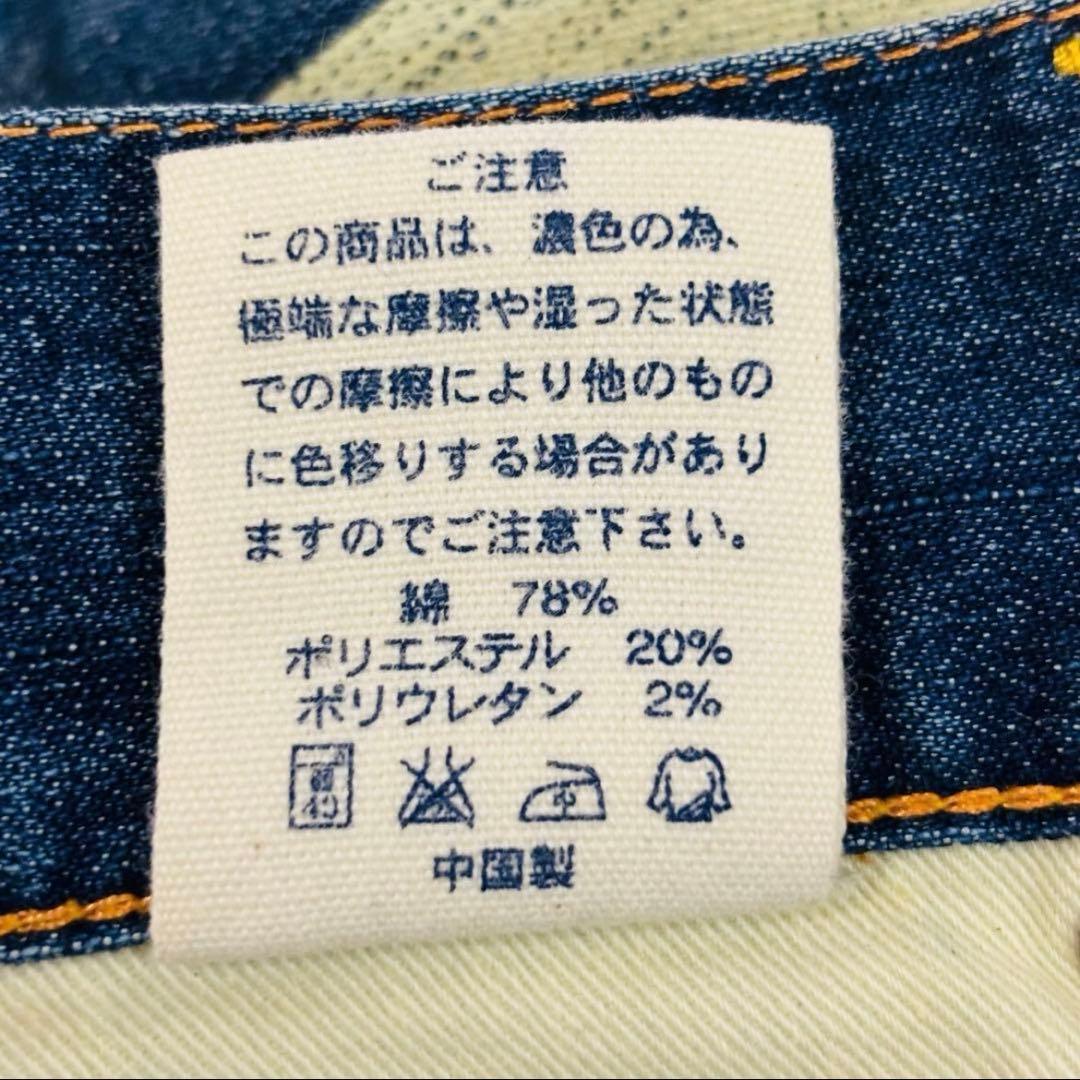 ご注意
この商品は、濃色の為、
極端な摩擦や湿った状態
での摩擦により他のもの
に色移りする場合があり
ますのでご注意下さい。
綿 78%
ポリエステル 20%
ポリウレタン 2%
40 中
中国製